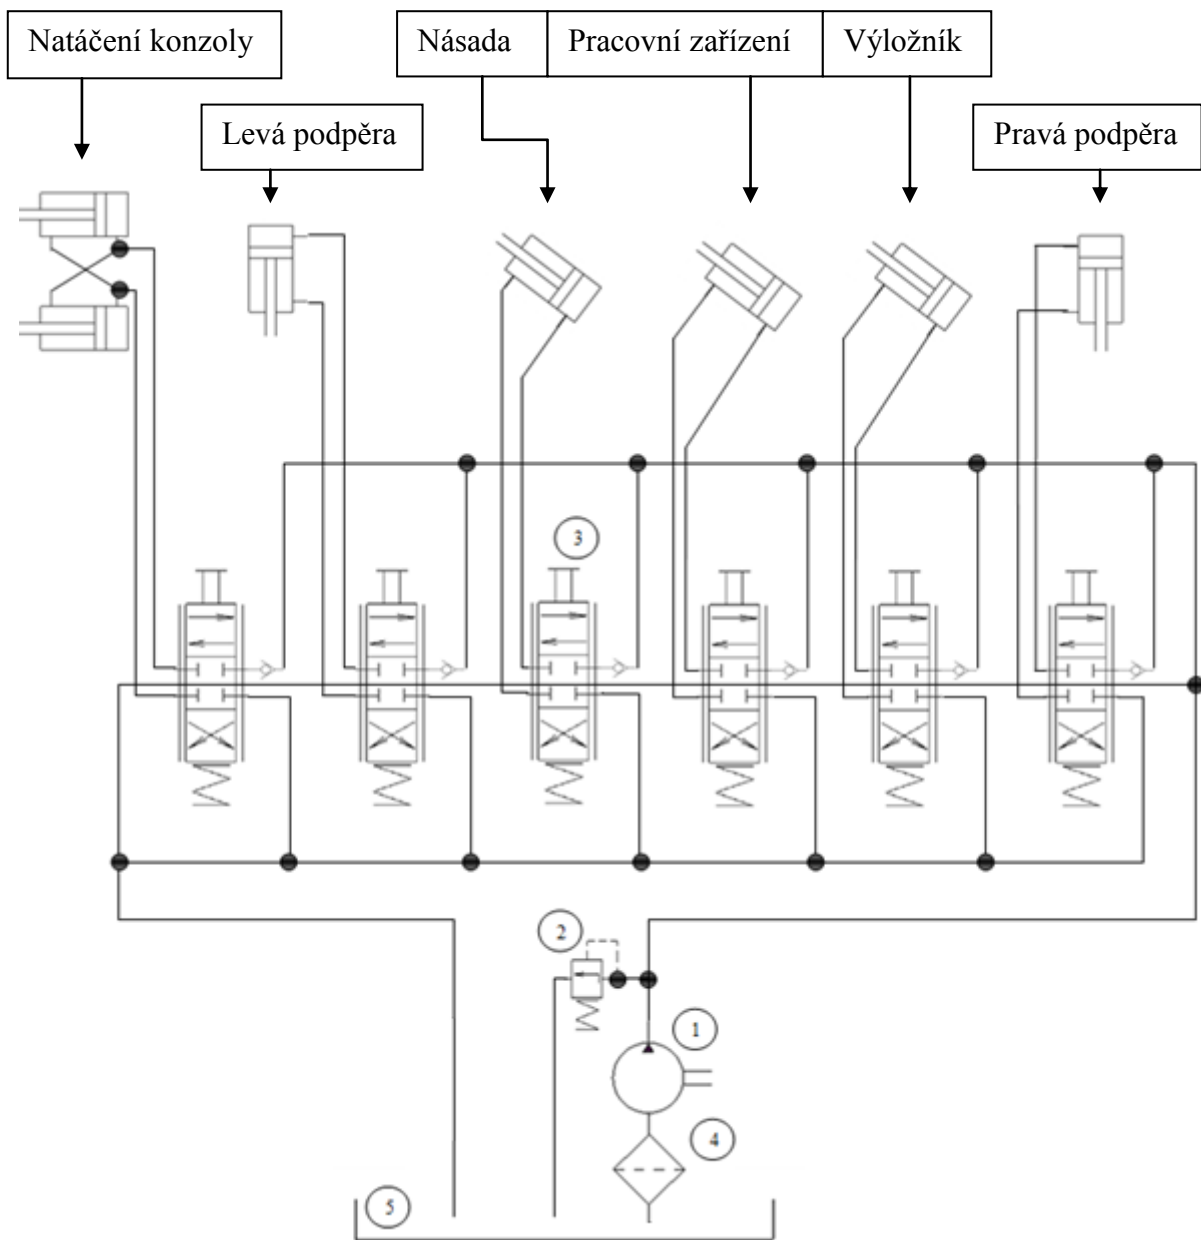 Natáčení konzoly
Násada
Pracovní zařízení
Výložník
Levá podpěra
Pravá podpěra
3
2
1
4
5